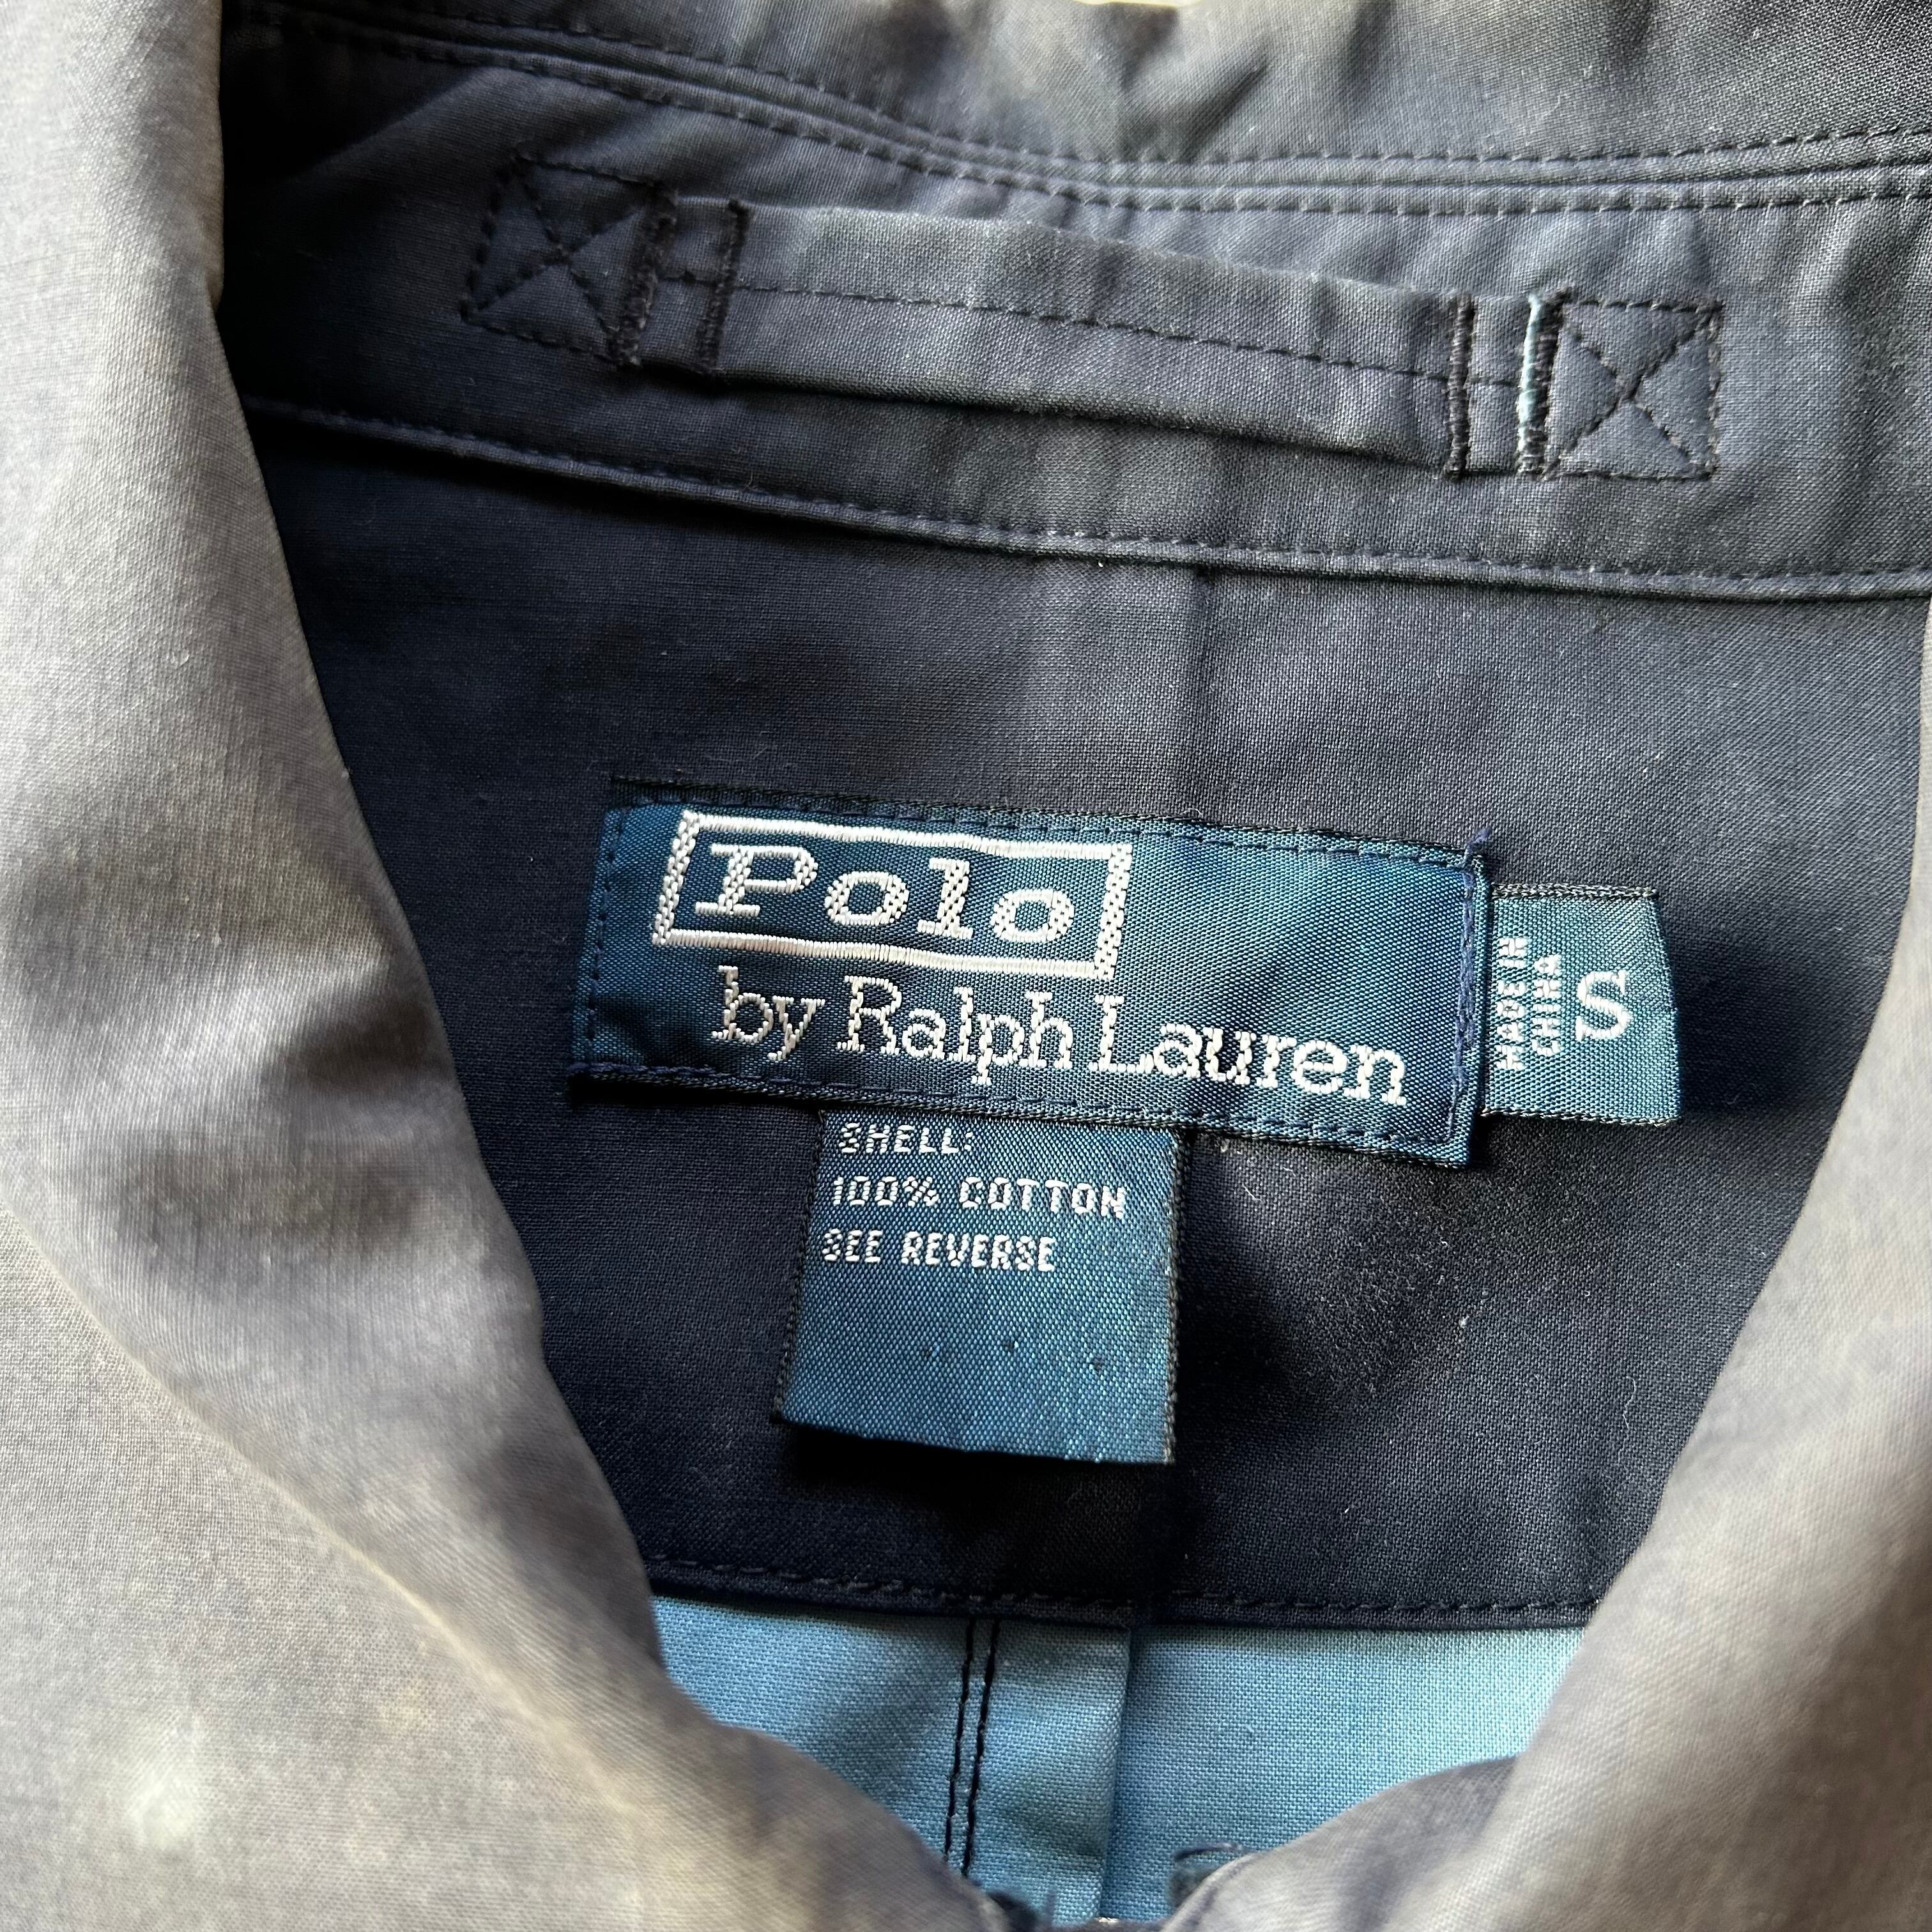 Polo
by Ralph Lauren
MADE IN
CHINA
S
SHELL:
100% COTTON
SEE REVERSE